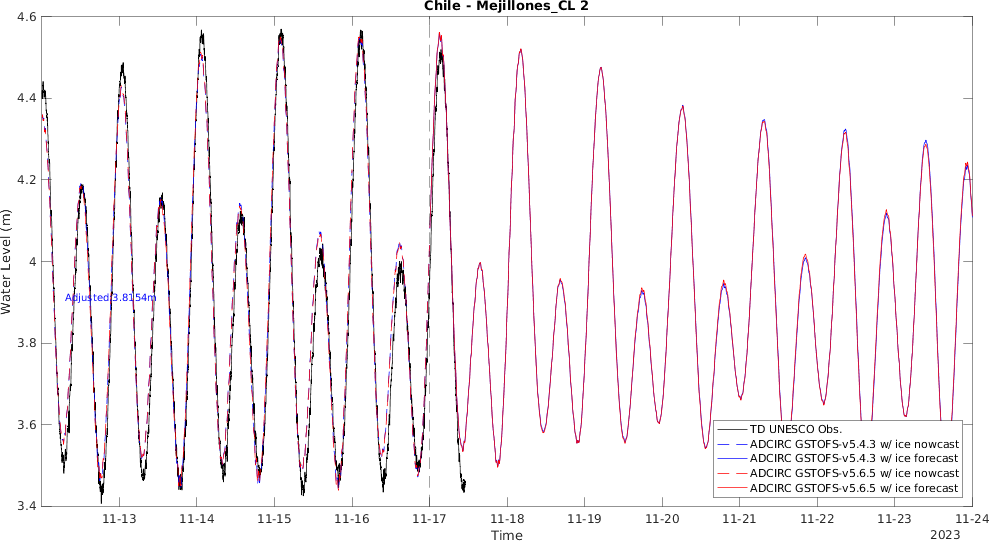 Chile - Mejillones_CL 2
4.6
4.4
4.2
4
3.8
3.6
3.4
Water Level (m)
Adjusted:3.8154m
TD UNESCO Obs.
ADCIRC GSTOFS-v5.4.3 w/ ice nowcast
ADCIRC GSTOFS-v5.4.3 w/ ice forecast
ADCIRC GSTOFS-v5.6.5 w/ ice nowcast
ADCIRC GSTOFS-v5.6.5 w/ ice forecast
11-13 11-14 11-15 11-16 11-17 11-18 11-19 11-20 11-21 11-22 11-23 11-24
Time
2023